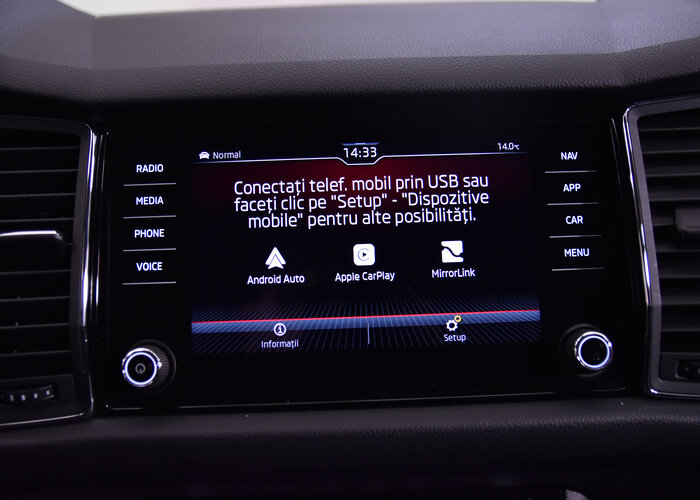 Normal
14:33
14.0°C
RADIO
MEDIA
PHONE
VOICE
Conectați telef. mobil prin USB sau
faceți clic pe "Setup" - "Dispozitive
mobile" pentru alte posibilități.
Android Auto
Apple CarPlay
MirrorLink
Informații
Setup
NAV
APP
CAR
MENU